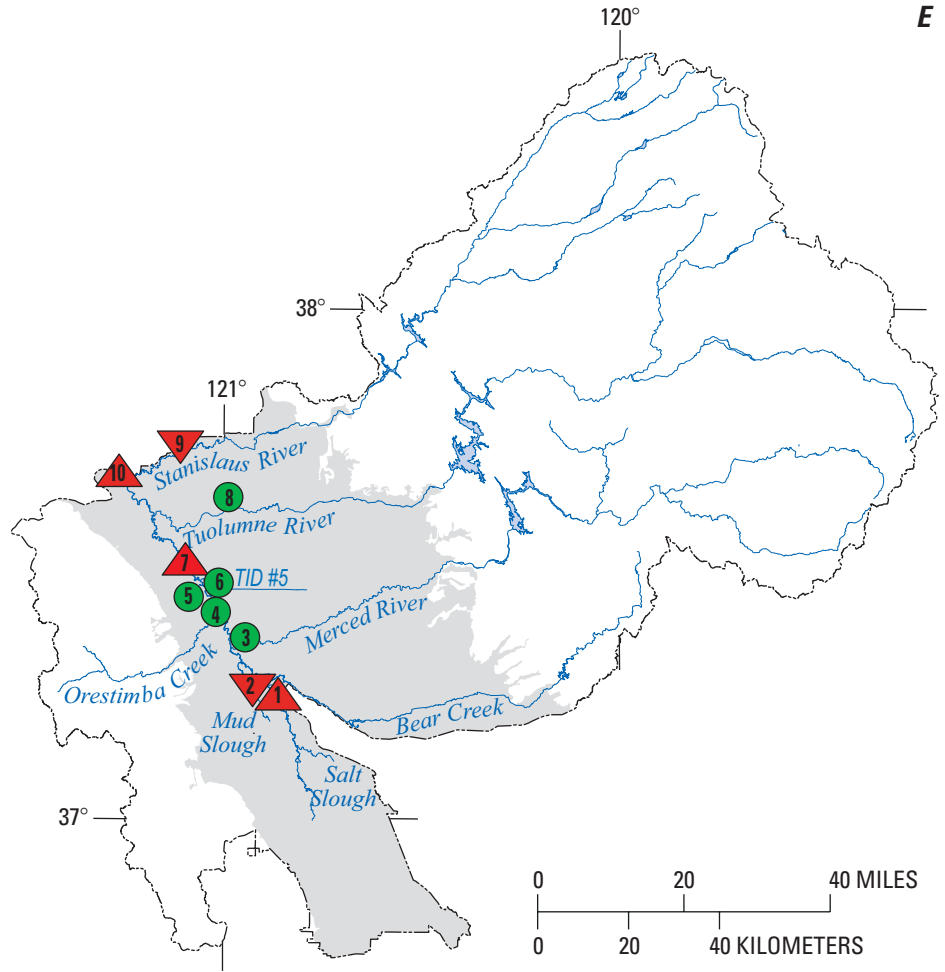 120°
E
38°
121°
9
10
Stanislaus River
8
Tuolumne River
7
6
TID #5
5
4
3
Merced River
Orestimba Creek
2
1
Bear Creek
Mud
Slough
Salt
Slough
37°
0 20 40 MILES
0 20 40 KILOMETERS